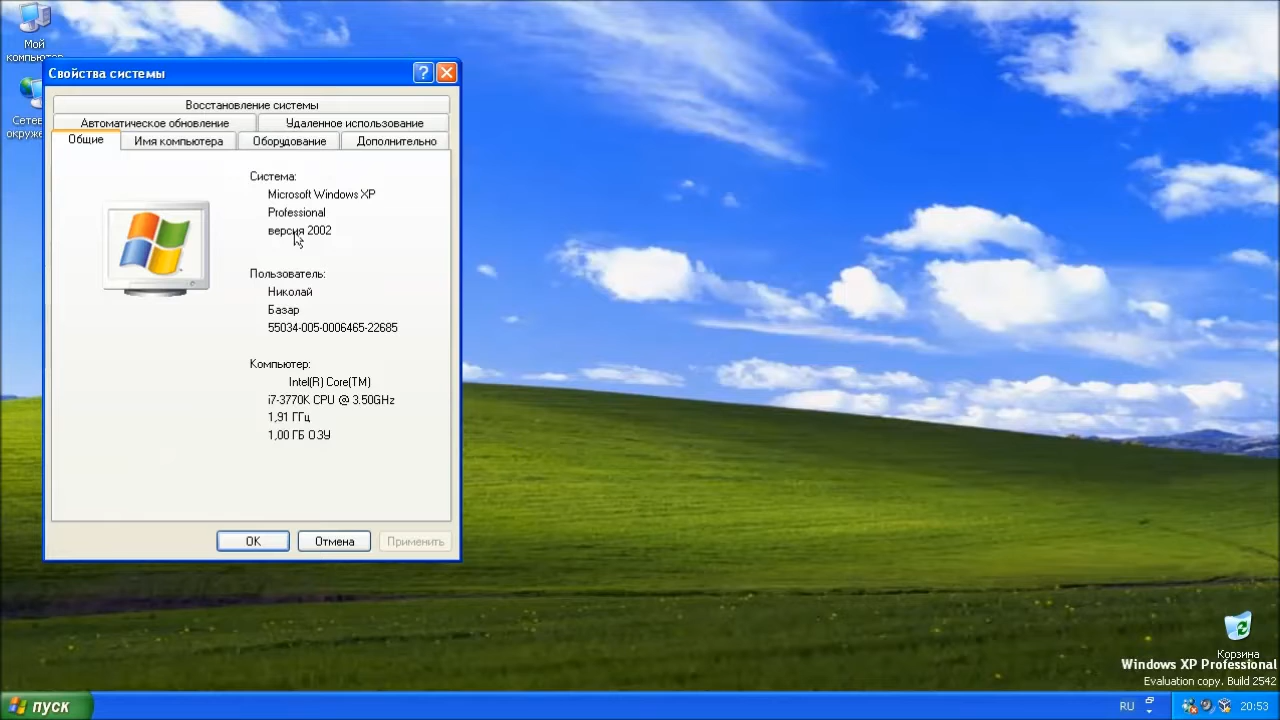 Мой
компьютер
Сетев
окруже
Свойства системы
Восстановление системы
Автоматическое обновление
Удаленное использование
Общие
Имя компьютера
Оборудование
Дополнительно
Система:
Microsoft Windows XP
Professional
версия 2002
Пользователь:
Николай
Базар
55034-005-0006465-22685
Компьютер:
Intel(R) Core(TM)
i7-3770K CPU @ 3.50GHz
1,91 ГГц
1,00 ГБ ОЗУ
OK
Отмена
Применить
Корзина
Windows XP Professional
Evaluation copy. Build 2542
пуск
RU
20:53